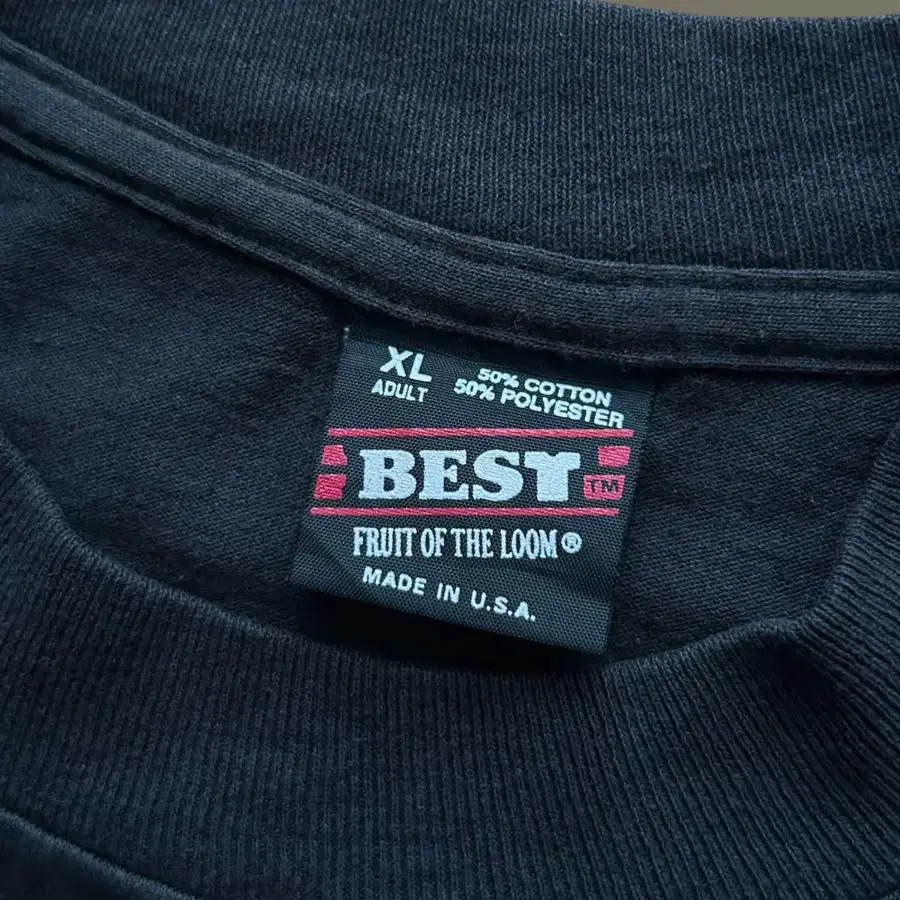 XL
ADULT
50% COTTON
50% POLYESTER
BEST
TM
FRUIT OF THE LOOM®
MADE IN U.S.A.